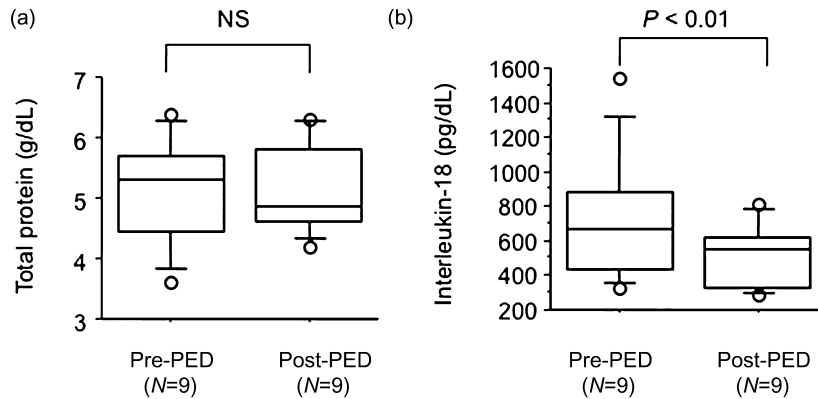 (a)
NS
Total protein (g/dL)
7
6
5
4
3
Pre-PED
(N=9)
Post-PED
(N=9)
(b)
P < 0.01
Interleukin-18 (pg/dL)
1600
1400
1200
1000
800
600
400
200
Pre-PED
(N=9)
Post-PED
(N=9)